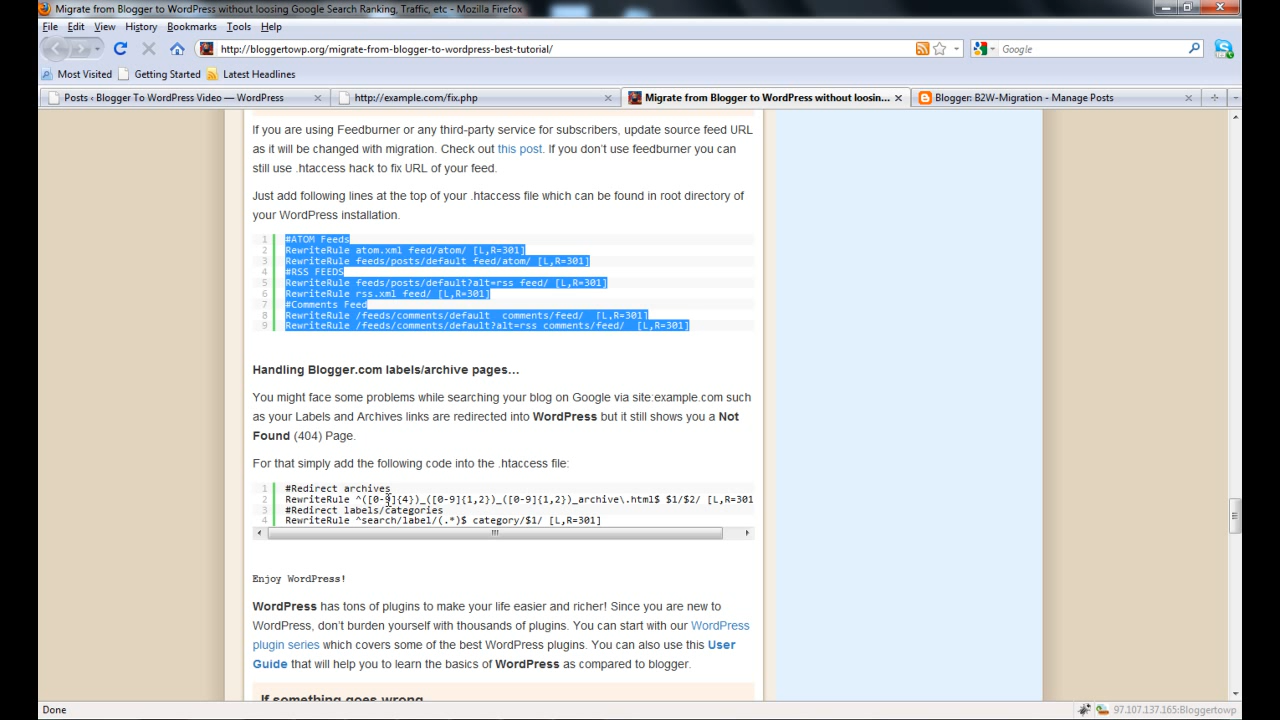 Migrate from Blogger to WordPress without loosing Google Search Ranking, Traffic, etc - Mozilla Firefox
File Edit View History Bookmarks Tools Help
http://bloggertowp.org/migrate-from-blogger-to-wordpress-best-tutorial/
Google
Most Visited Getting Started Latest Headlines
Posts ‹ Blogger To WordPress Video — WordPress
http://example.com/fix.php
Migrate from Blogger to WordPress without loosin...
Blogger: B2W-Migration - Manage Posts
If you are using Feedburner or any third-party service for subscribers, update source feed URL
as it will be changed with migration. Check out this post. If you don't use feedburner you can
still use .htaccess hack to fix URL of your feed.
Just add following lines at the top of your .htaccess file which can be found in root directory of
your WordPress installation.
1 #ATOM Feeds
2 RewriteRule atom.xml feed/atom/ [L,R=301]
3 RewriteRule feeds/posts/default feed/atom/ [L,R=301]
4 #RSS FEEDS
5 RewriteRule feeds/posts/default?alt=rss feed/ [L,R=301]
6 RewriteRule rss.xml feed/ [L,R=301]
7 #Comments Feed
8 RewriteRule /feeds/comments/default comments/feed/ [L,R=301]
9 RewriteRule /feeds/comments/default?alt=rss comments/feed/ [L,R=301]
Handling Blogger.com labels/archive pages…
You might face some problems while searching your blog on Google via site:example.com such
as your Labels and Archives links are redirected into WordPress but it still shows you a Not
Found (404) Page.
For that simply add the following code into the .htaccess file:
1 #Redirect archives
2 RewriteRule ^([0-9]{4})_([0-9]{1,2})_([0-9]{1,2})_archive\.html$ $1/$2/ [L,R=301
3 #Redirect labels/categories
4 RewriteRule ^search/label/(.*)$ category/$1/ [L,R=301]
Enjoy WordPress!
WordPress has tons of plugins to make your life easier and richer! Since you are new to
WordPress, don't burden yourself with thousands of plugins. You can start with our WordPress
plugin series which covers some of the best WordPress plugins. You can also use this User
Guide that will help you to learn the basics of WordPress as compared to blogger.
If something goes wrong
Done
97.107.137.165:Bloggertowp